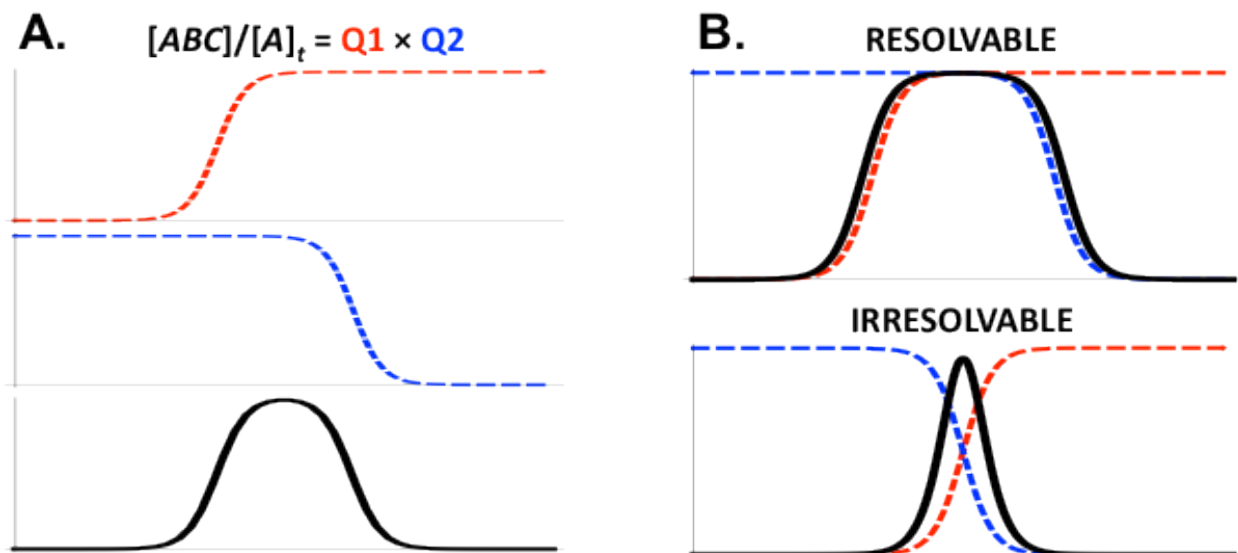 A.
[ABC]/[A]t = Q1 × Q2
B.
RESOLVABLE
IRRESOLVABLE